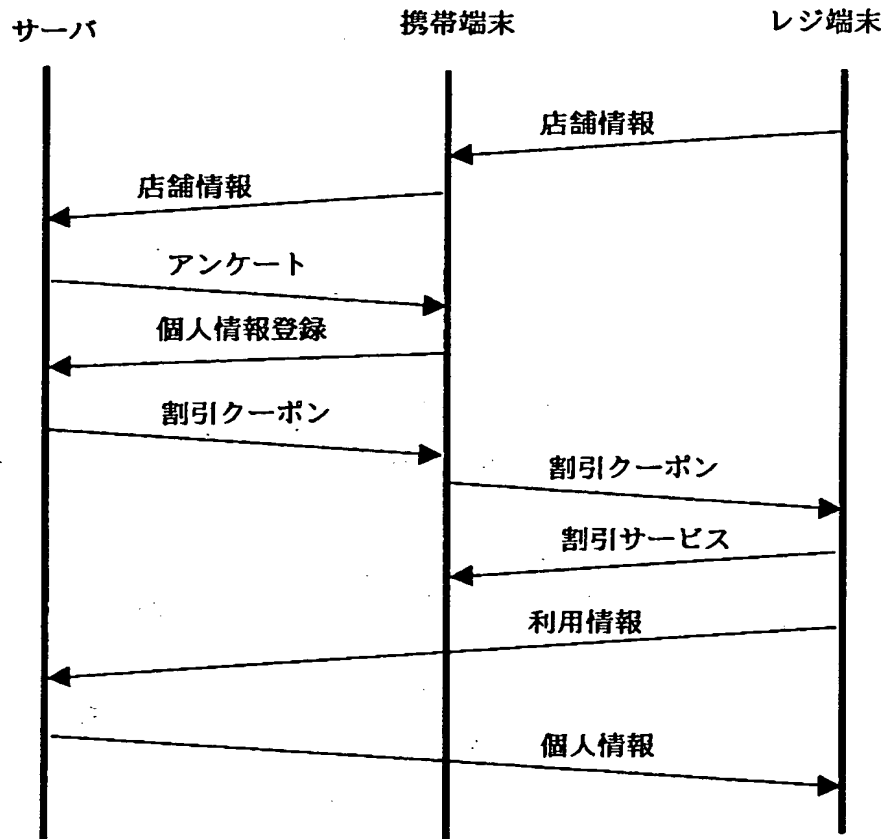 サーバ
携帯端末
レジ端末
店舗情報
店舗情報
アンケート
個人情報登録
割引クーポン
割引クーポン
割引サービス
利用情報
個人情報